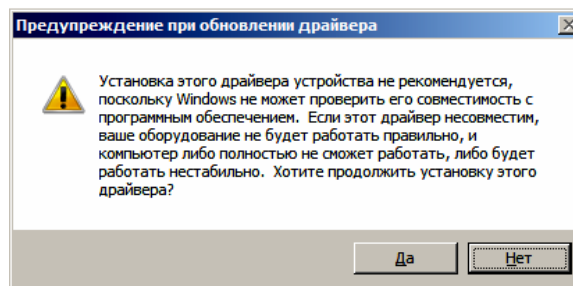 Предупреждение при обновлении драйвера
Установка этого драйвера устройства не рекомендуется,
поскольку Windows не может проверить его совместимость с
программным обеспечением. Если этот драйвер несовместим,
ваше оборудование не будет работать правильно, и
компьютер либо полностью не сможет работать, либо будет
работать нестабильно. Хотите продолжить установку этого
драйвера?
Да
Нет